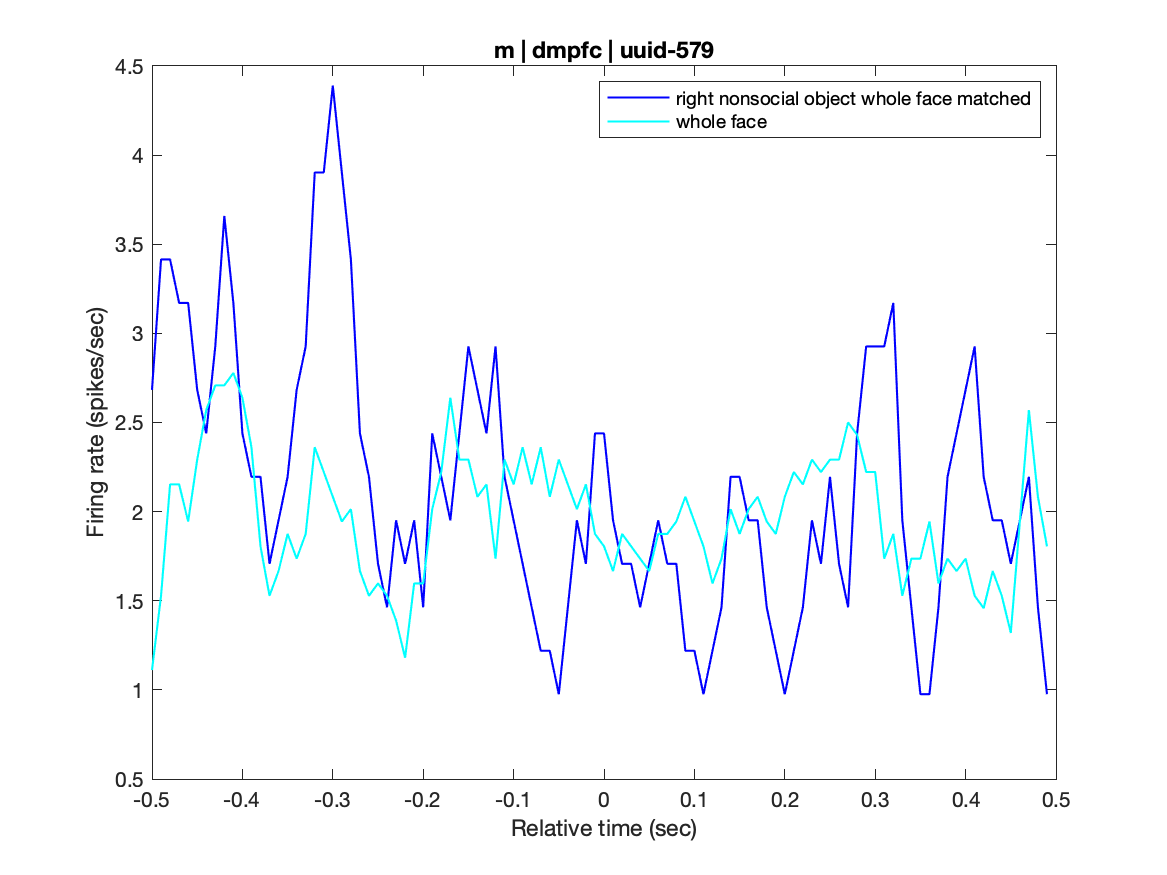 m | dmpfc | uuid-579
right nonsocial object whole face matched
whole face
4.5
4
3.5
3
2.5
2
1.5
1
0.5
Firing rate (spikes/sec)
-0.5 -0.4 -0.3 -0.2 -0.1 0 0.1 0.2 0.3 0.4 0.5
Relative time (sec)